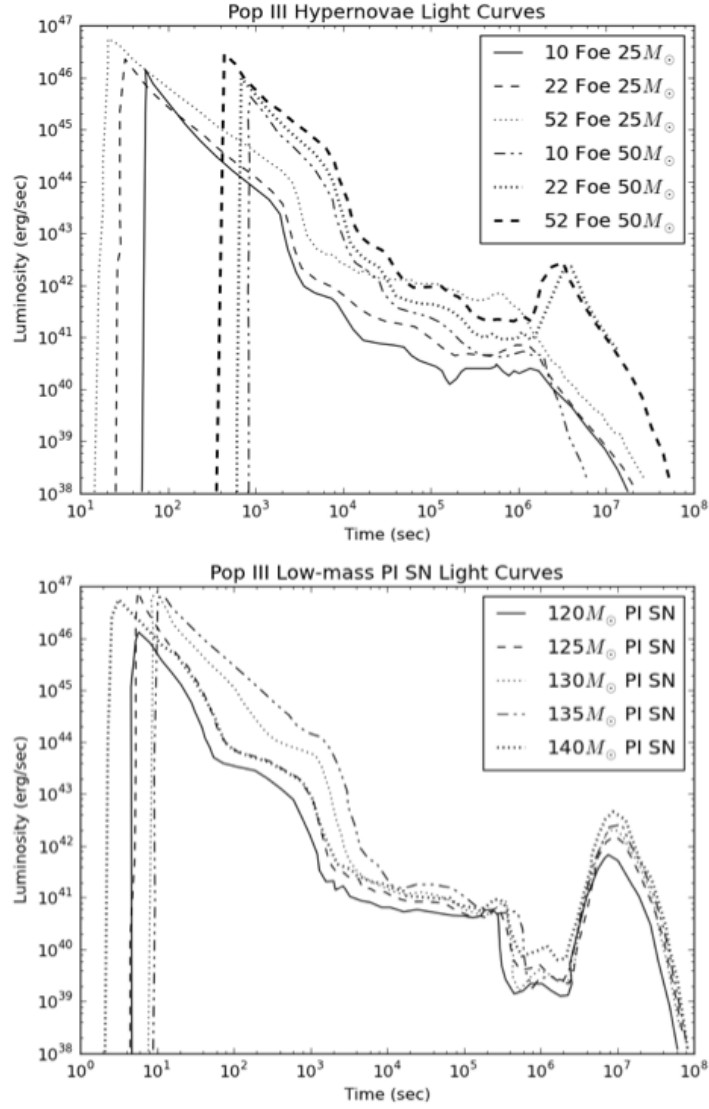 Pop III Hypernovae Light Curves
10^47
10^46
10^45
10^44
10^43
10^42
10^41
10^40
10^39
10^38
Luminosity (erg/sec)
10 Foe 25M⊙
22 Foe 25M⊙
52 Foe 25M⊙
10 Foe 50M⊙
22 Foe 50M⊙
52 Foe 50M⊙
10^1 10^2 10^3 10^4 10^5 10^6 10^7 10^8
Time (sec)
Pop III Low-mass PI SN Light Curves
10^47
10^46
10^45
10^44
10^43
10^42
10^41
10^40
10^39
10^38
Luminosity (erg/sec)
120M⊙ PI SN
125M⊙ PI SN
130M⊙ PI SN
135M⊙ PI SN
140M⊙ PI SN
10^0 10^1 10^2 10^3 10^4 10^5 10^6 10^7 10^8
Time (sec)